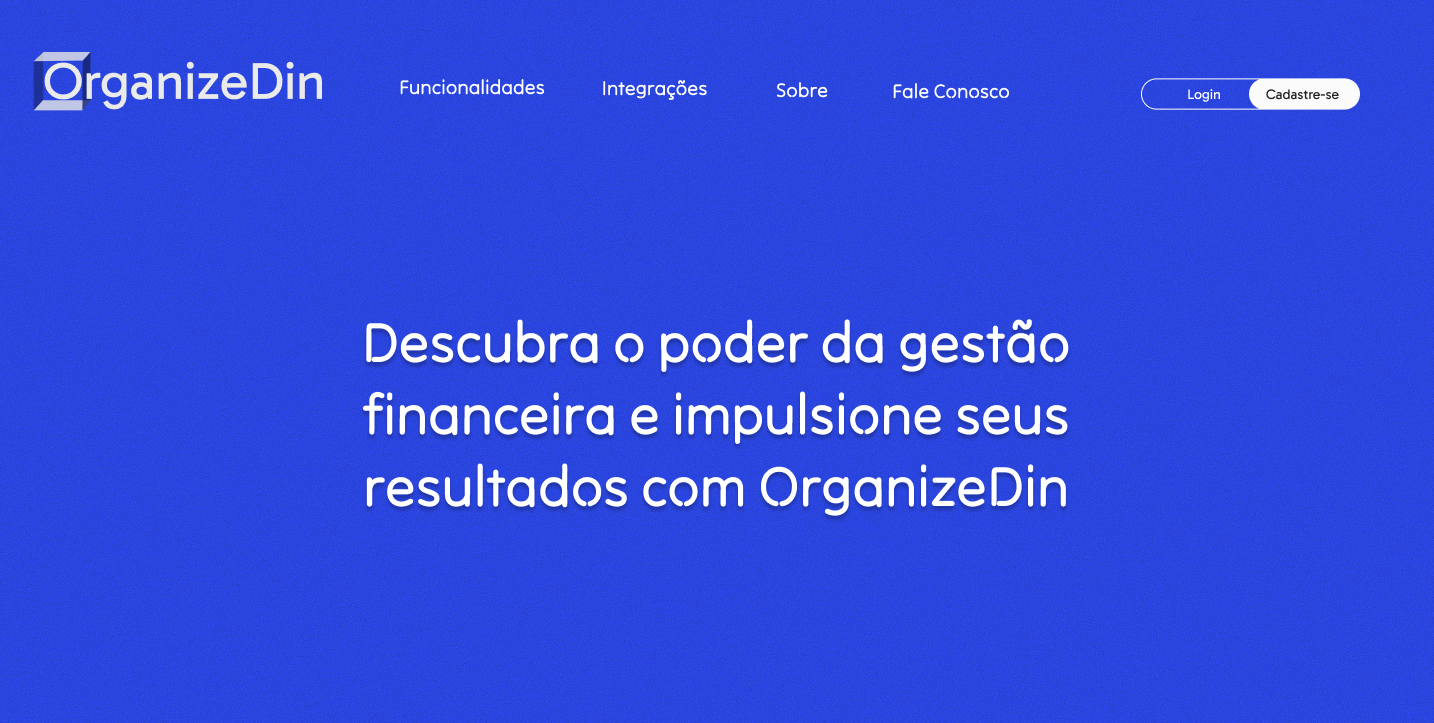 OrganizeDin
Funcionalidades
Integrações
Sobre
Fale Conosco
Login
Cadastre-se
Descubra o poder da gestão
financeira e impulsione seus
resultados com OrganizeDin